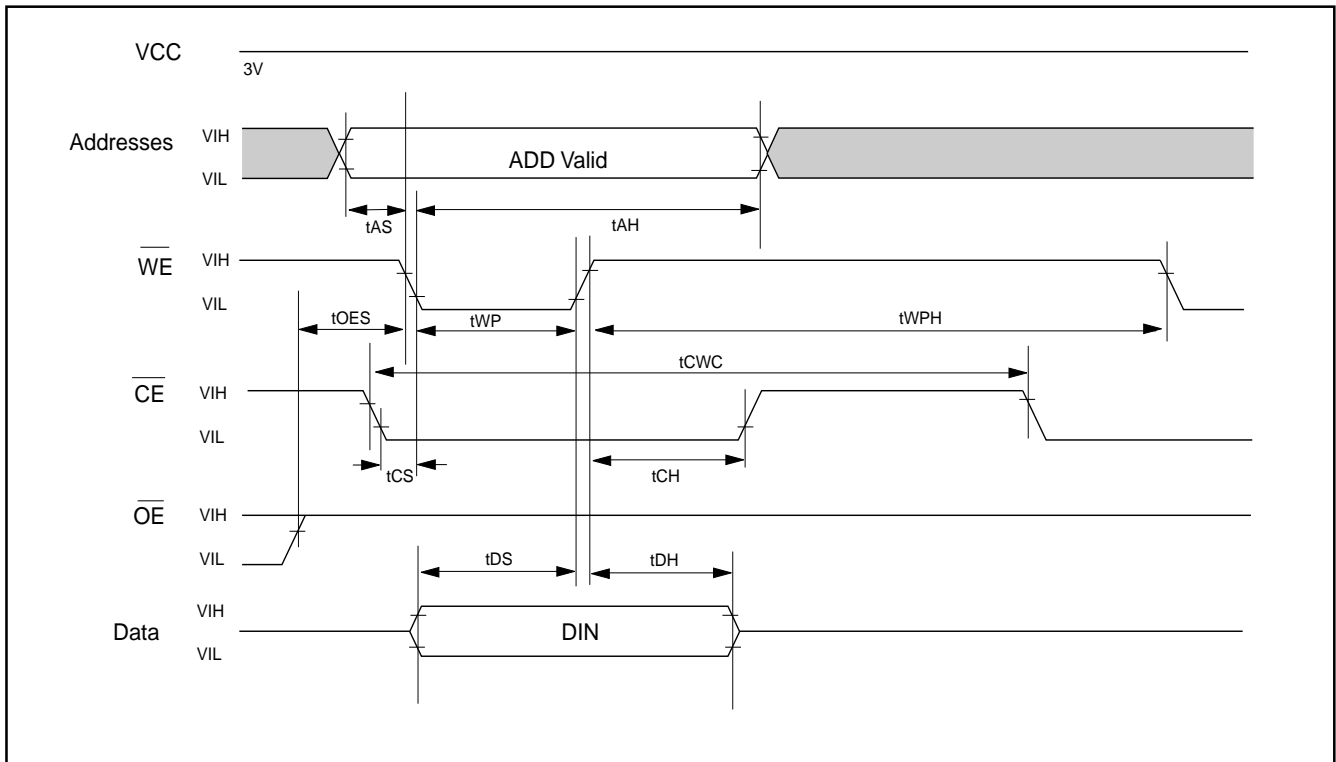 VCC
3V
Addresses
VIH
VIL
ADD Valid
tAS
tAH
WE
VIH
VIL
tOES
tWP
tWPH
tCWC
CE
VIH
VIL
tCS
tCH
OE
VIH
VIL
tDS
tDH
Data
VIH
VIL
DIN